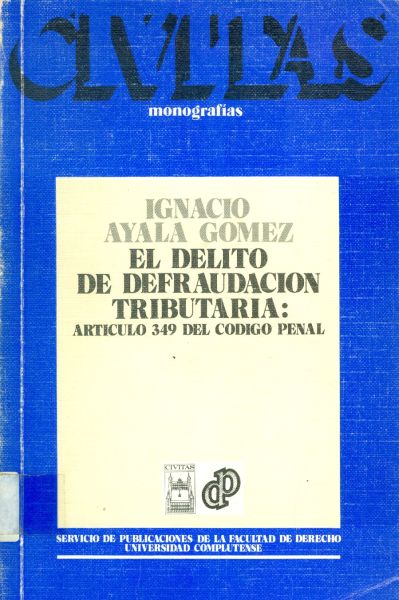 CIVITAS
monografías
IGNACIO
AYALA GOMEZ
EL DELITO
DE DEFRAUDACION
TRIBUTARIA:
ARTICULO 349 DEL CODIGO PENAL
CIVITAS
dp
SERVICIO DE PUBLICACIONES DE LA FACULTAD DE DERECHO
UNIVERSIDAD COMPLUTENSE